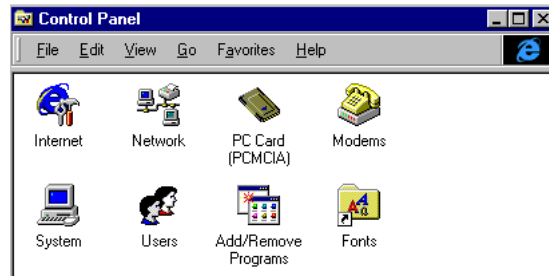 Control Panel
File Edit View Go Favorites Help
Internet Network PC Card (PCMCIA) Modems
System Users Add/Remove Programs Fonts